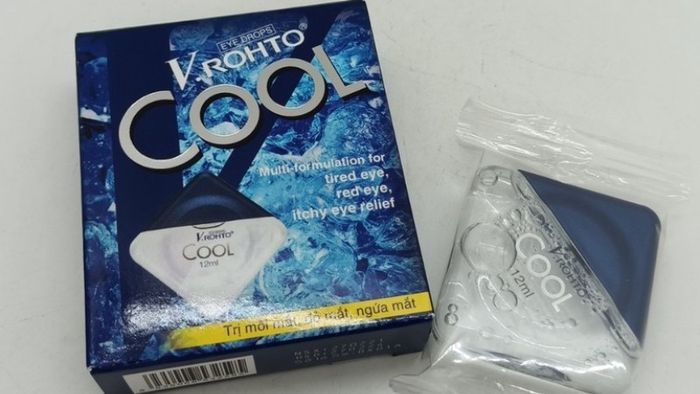 EYE DROPS
V.ROHTO®
COOL
Multi-formulation for
tired eye,
red eye,
itchy eye relief
V.ROHTO®
COOL
12ml
Trị mỏi mắt, đỏ mắt, ngứa mắt
V.ROHTO
COOL
12ml